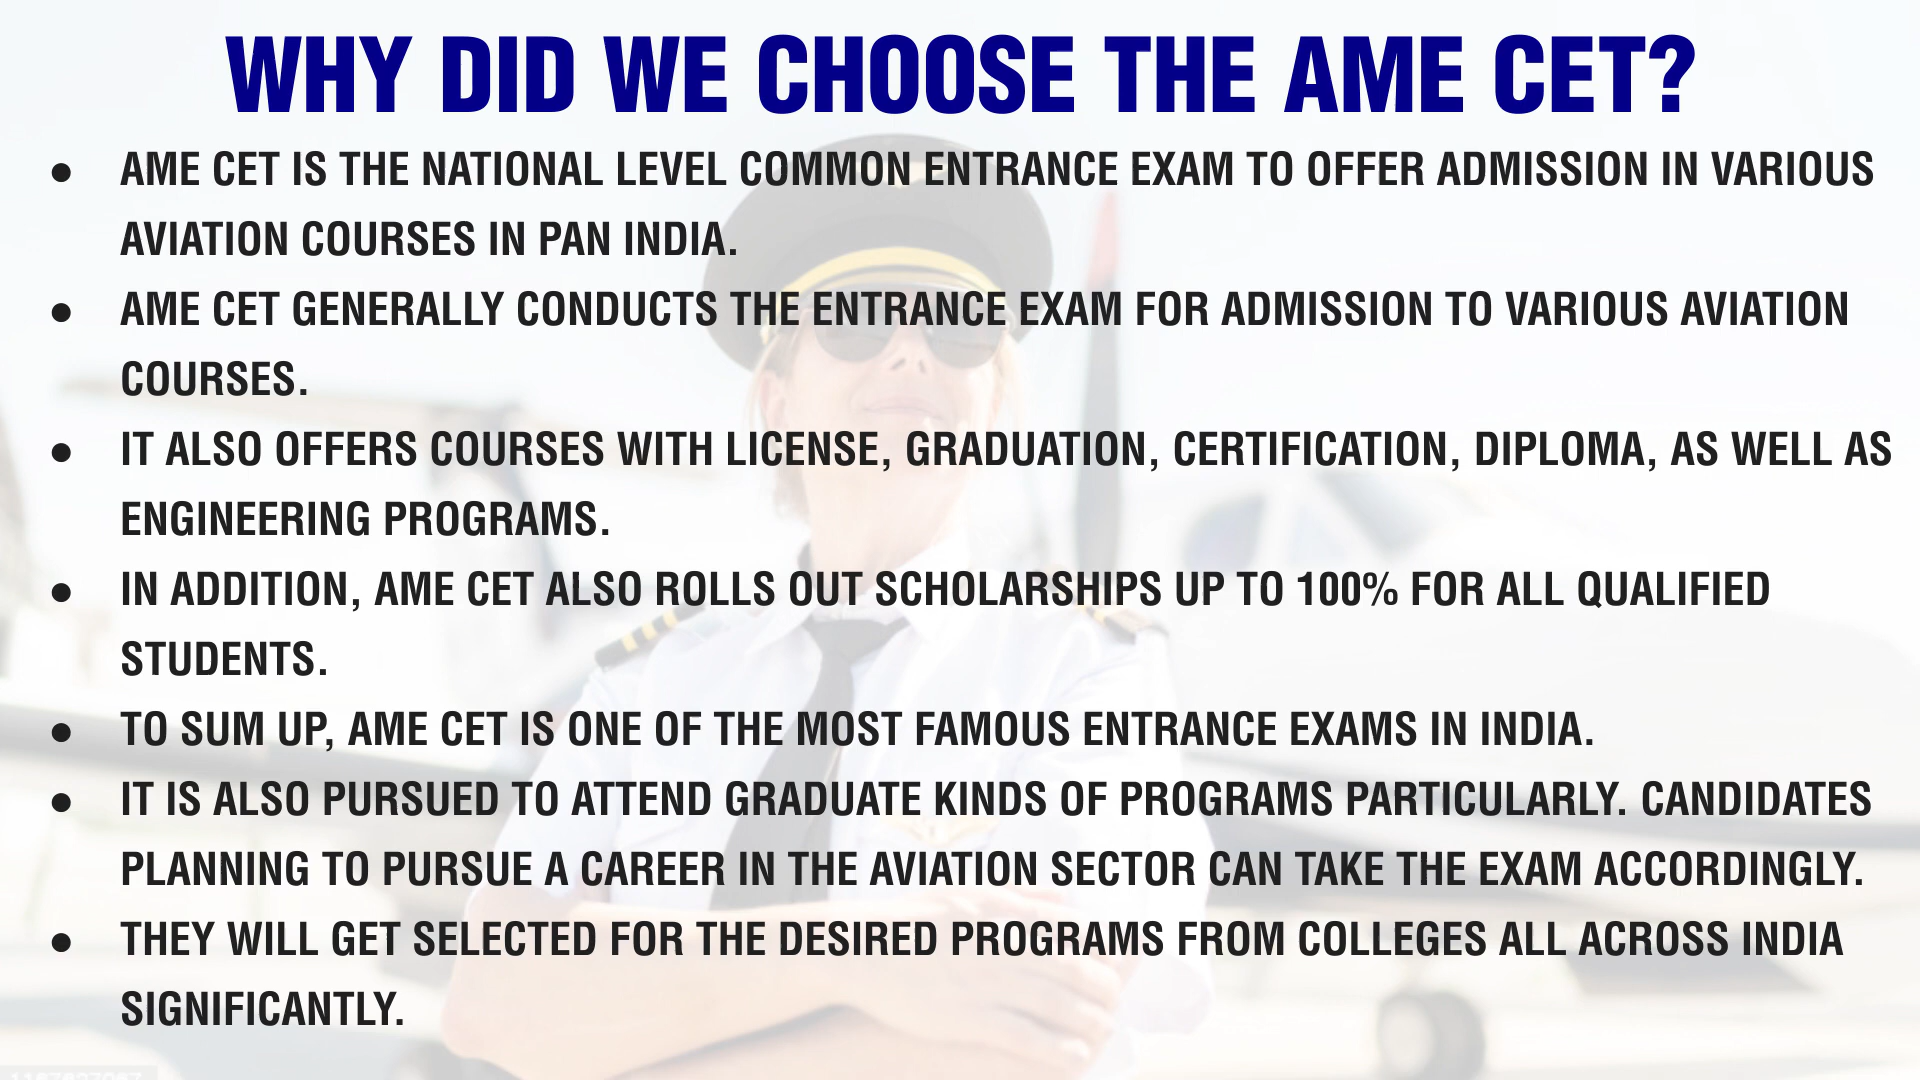 WHY DID WE CHOOSE THE AME CET?
● AME CET IS THE NATIONAL LEVEL COMMON ENTRANCE EXAM TO OFFER ADMISSION IN VARIOUS
AVIATION COURSES IN PAN INDIA.
● AME CET GENERALLY CONDUCTS THE ENTRANCE EXAM FOR ADMISSION TO VARIOUS AVIATION
COURSES.
● IT ALSO OFFERS COURSES WITH LICENSE, GRADUATION, CERTIFICATION, DIPLOMA, AS WELL AS
ENGINEERING PROGRAMS.
● IN ADDITION, AME CET ALSO ROLLS OUT SCHOLARSHIPS UP TO 100% FOR ALL QUALIFIED
STUDENTS.
● TO SUM UP, AME CET IS ONE OF THE MOST FAMOUS ENTRANCE EXAMS IN INDIA.
● IT IS ALSO PURSUED TO ATTEND GRADUATE KINDS OF PROGRAMS PARTICULARLY. CANDIDATES
PLANNING TO PURSUE A CAREER IN THE AVIATION SECTOR CAN TAKE THE EXAM ACCORDINGLY.
● THEY WILL GET SELECTED FOR THE DESIRED PROGRAMS FROM COLLEGES ALL ACROSS INDIA
SIGNIFICANTLY.